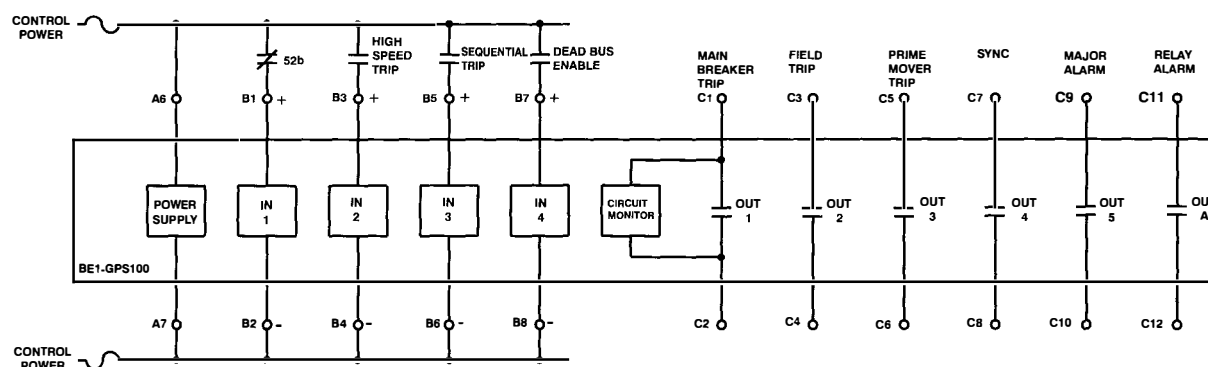 CONTROL
POWER
52b
HIGH
SPEED
TRIP
SEQUENTIAL
TRIP
DEAD BUS
ENABLE
MAIN
BREAKER
TRIP
FIELD
TRIP
PRIME
MOVER
TRIP
SYNC
MAJOR
ALARM
RELAY
ALARM
A6
B1 +
B3 +
B5 +
B7 +
C1
C3
C5
C7
C9
C11
POWER
SUPPLY
IN
1
IN
2
IN
3
IN
4
CIRCUIT
MONITOR
OUT
1
OUT
2
OUT
3
OUT
4
OUT
5
A
BE1-GPS100
A7
B2 -
B4 -
B6 -
B8 -
C2
C4
C6
C8
C10
C12
CONTROL
POWER